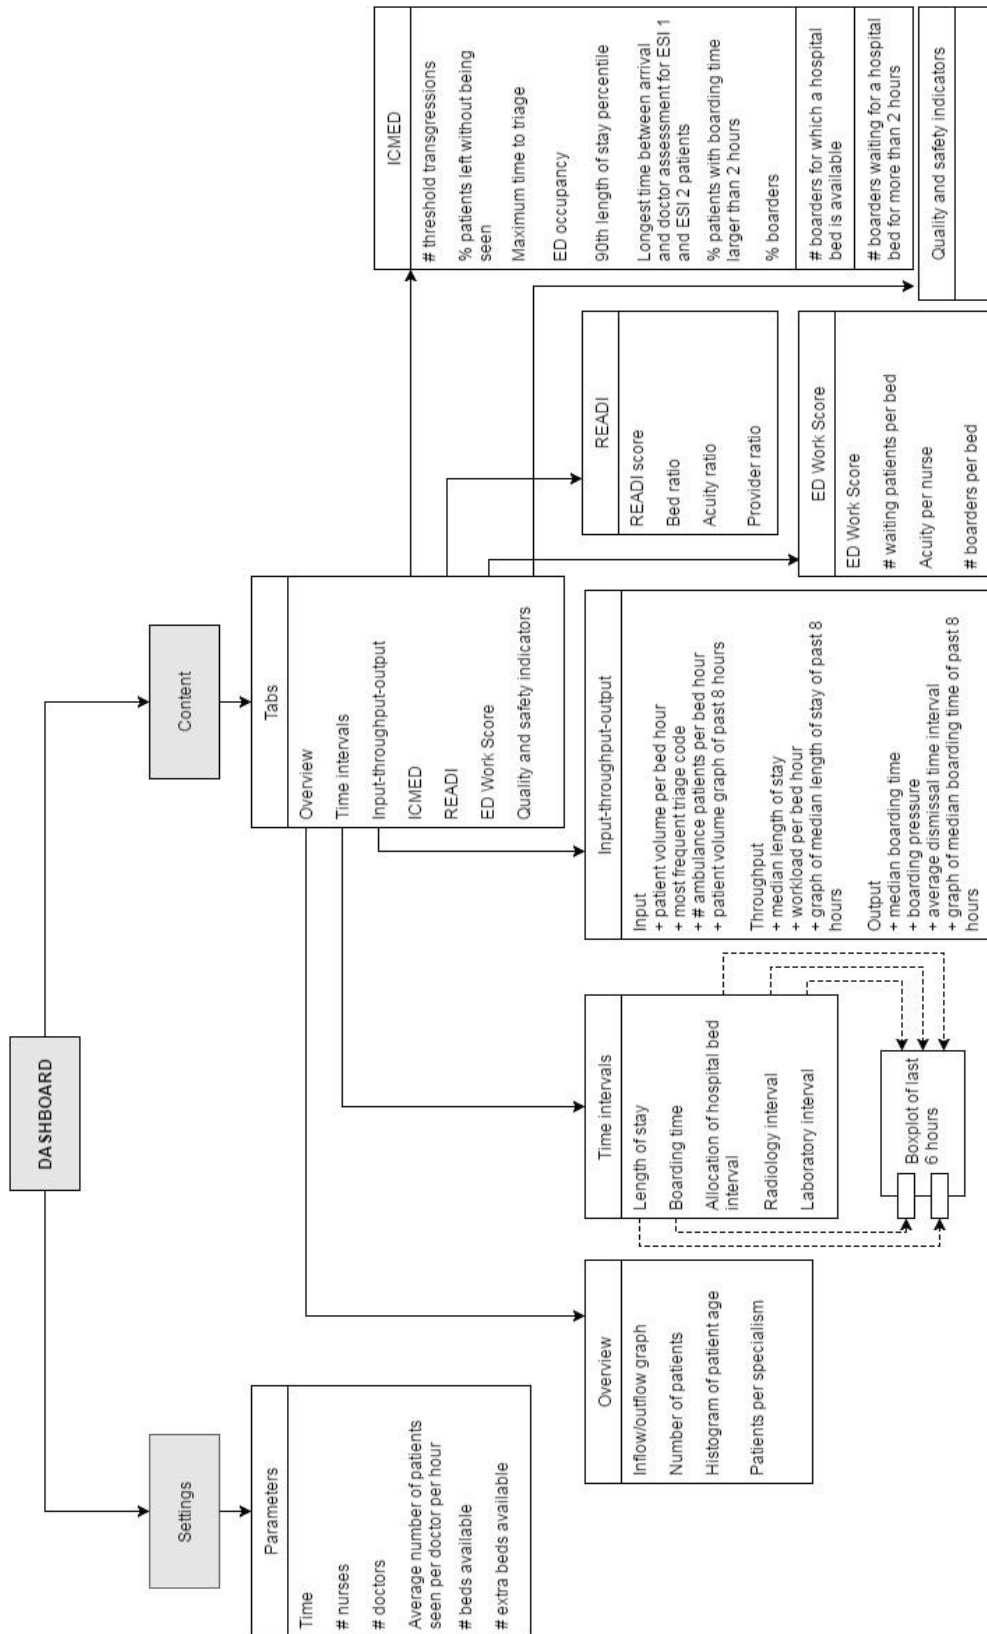 DASHBOARD
Settings
Content
Parameters
Time
# nurses
# doctors
Average number of patients
seen per doctor per hour
# beds available
# extra beds available
Tabs
Overview
Time intervals
Input-throughput-output
ICMED
READI
ED Work Score
Quality and safety indicators
Overview
Inflow/outflow graph
Number of patients
Histogram of patient age
Patients per specialism
Time intervals
Length of stay
Boarding time
Allocation of hospital bed
interval
Radiology interval
Laboratory interval
Boxplot of last
6 hours
Input-throughput-output
Input
+ patient volume per bed hour
+ most frequent triage code
+ # ambulance patients per bed hour
+ patient volume graph of past 8 hours
Throughput
+ median length of stay
+ workload per bed hour
+ graph of median length of stay of past 8
hours
Output
+ median boarding time
+ boarding pressure
+ average dismissal time interval
+ graph of median boarding time of past 8
hours
READI
READI score
Bed ratio
Acuity ratio
Provider ratio
ED Work Score
ED Work Score
# waiting patients per bed
Acuity per nurse
# boarders per bed
ICMED
# threshold transgressions
% patients left without being
seen
Maximum time to triage
ED occupancy
90th length of stay percentile
Longest time between arrival
and doctor assessment for ESI 1
and ESI 2 patients
% patients with boarding time
larger than 2 hours
% boarders
# boarders for which a hospital
bed is available
# boarders waiting for a hospital
bed for more than 2 hours
Quality and safety indicators